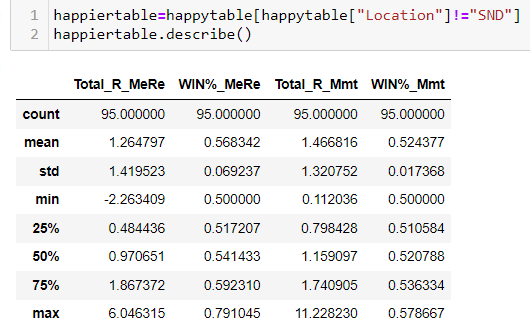 1 happiertable=happytable[happytable["Location"]!="SND"]
2 happiertable.describe()
Total_R_MeRe WIN%_MeRe Total_R_Mmt WIN%_Mmt
count 95.000000 95.000000 95.000000 95.000000
mean 1.264797 0.568342 1.466816 0.524377
std 1.419523 0.069237 1.320752 0.017368
min -2.263409 0.500000 0.112036 0.500000
25% 0.484436 0.517207 0.798428 0.510584
50% 0.970651 0.541433 1.159097 0.520788
75% 1.867372 0.592310 1.740905 0.536334
max 6.046315 0.791045 11.228230 0.578667